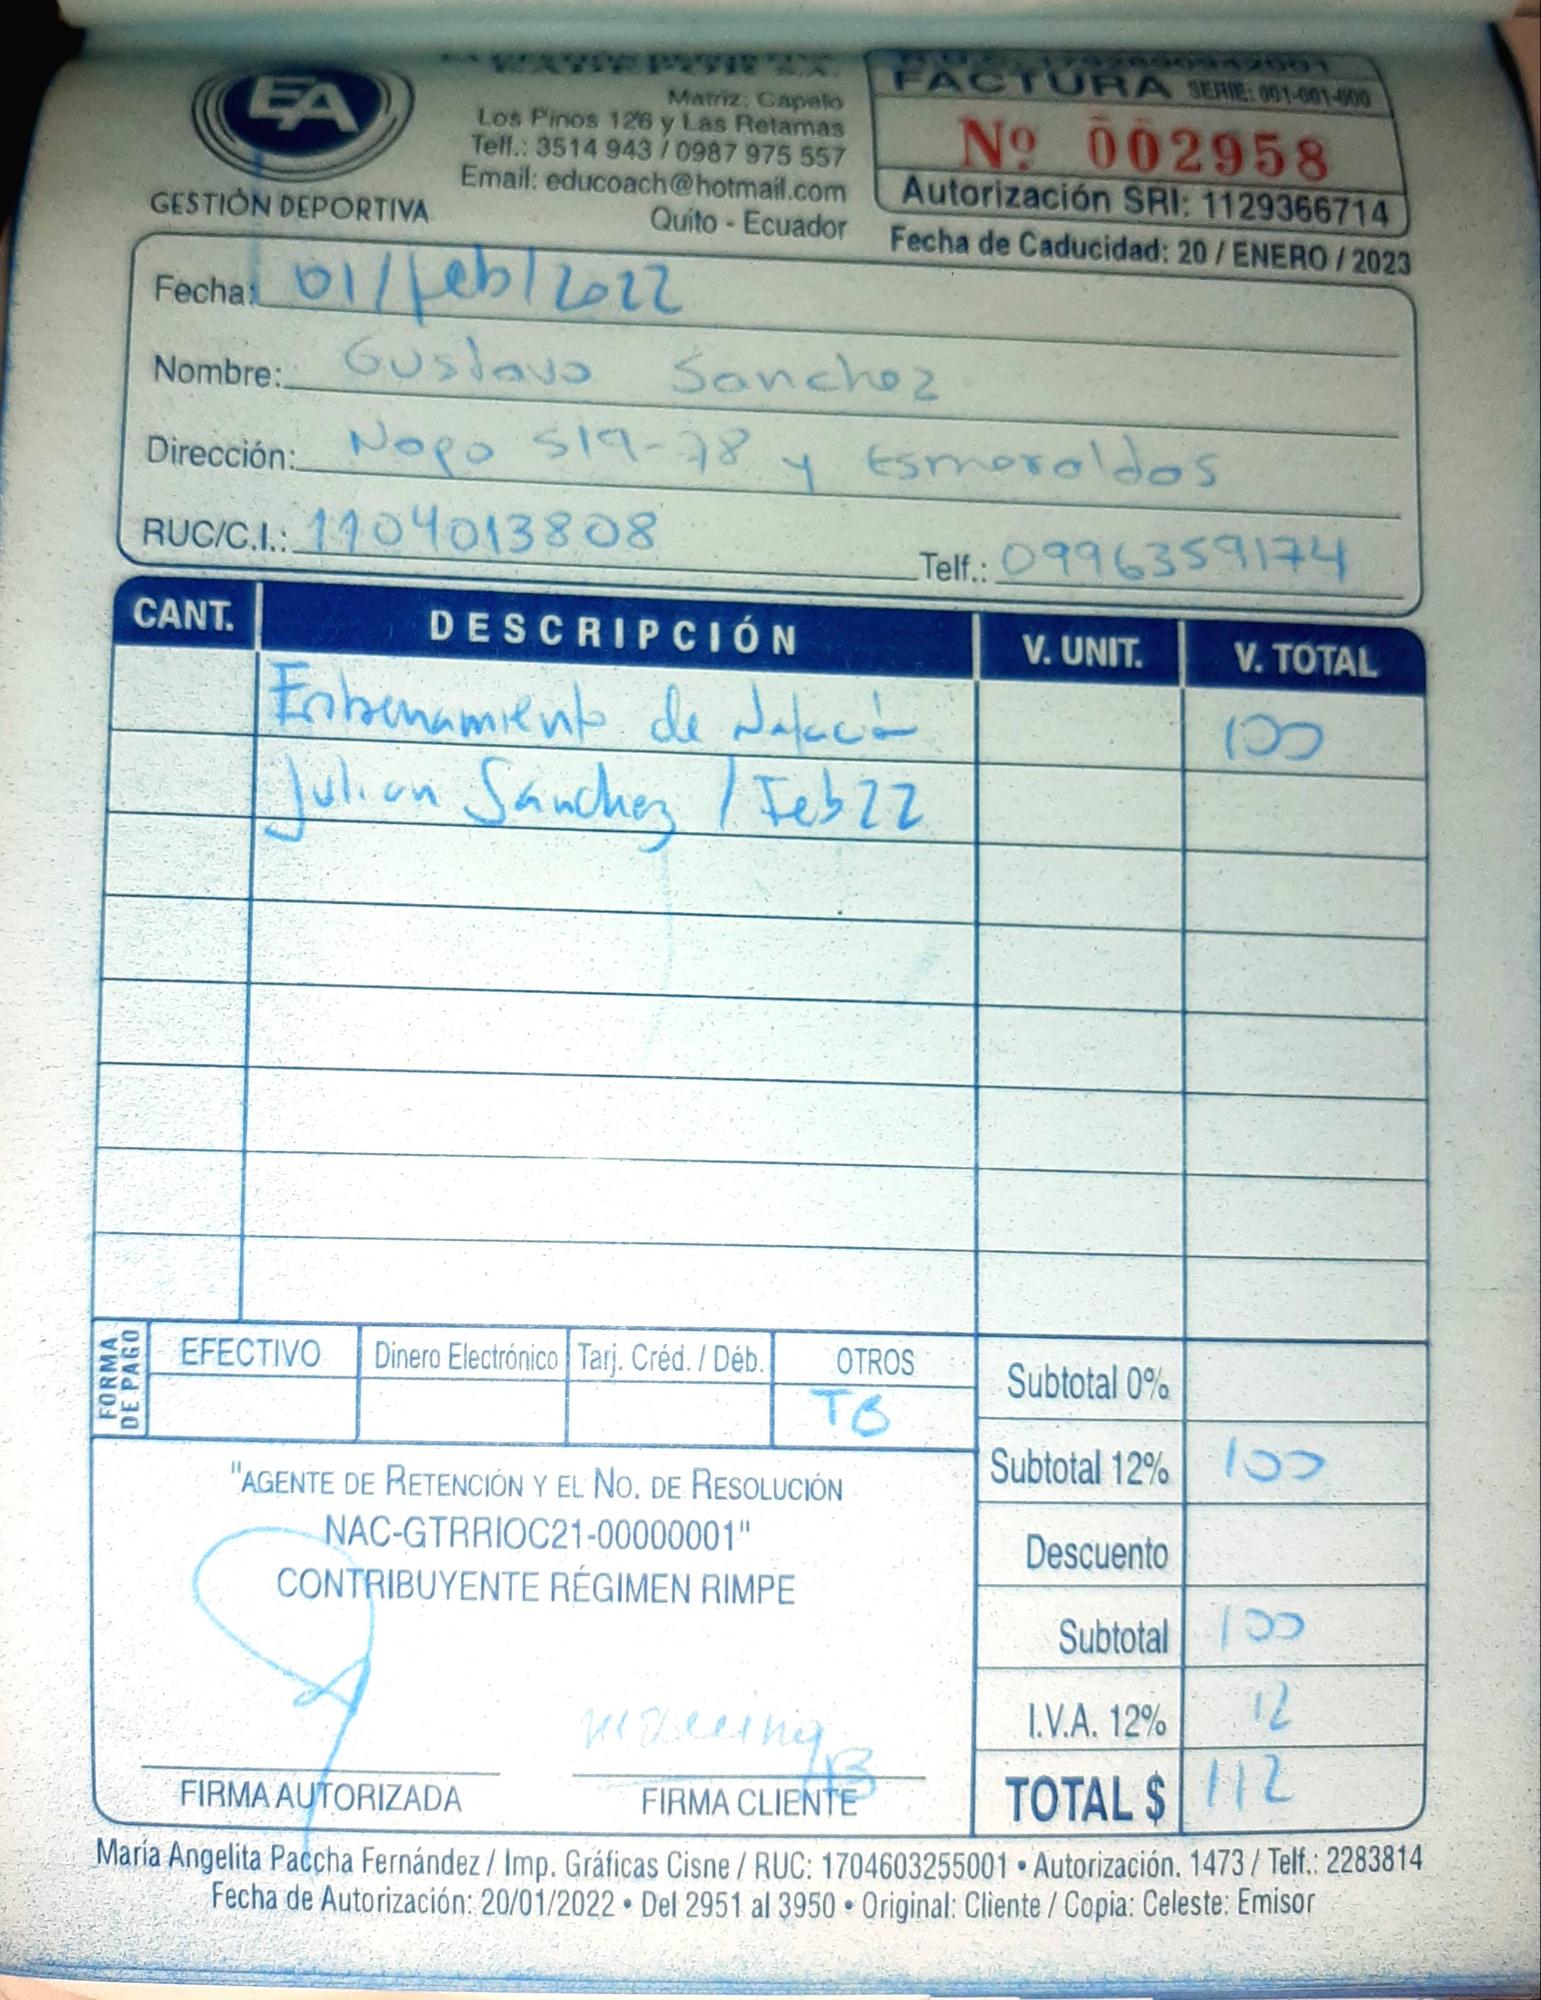 EA
GESTIÓN DEPORTIVA
Matriz: Capelo
Los Pinos 126 y Las Retamas
Telf.: 3514 943 / 0987 975 557
Email: educoach@hotmail.com
Quito - Ecuador
FACTURA SERIE: 001-001-000
Nº 002958
Autorización SRI: 1129366714
Fecha de Caducidad: 20 / ENERO / 2023
Fecha: 01/feb/2022
Nombre: Gustavo Sanchez
Dirección: Napo S19-78 y Esmeraldas
RUC/C.I.: 1104013808 Telf.: 0996359174
CANT. DESCRIPCIÓN V. UNIT. V. TOTAL
Entrenamiento de Natación 100
Julian Sánchez / Feb 22
FORMA DE PAGO
EFECTIVO Dinero Electrónico Tarj. Créd. / Déb. OTROS
TB
Subtotal 0%
Subtotal 12% 100
Descuento
Subtotal 100
I.V.A. 12% 12
TOTAL $ 112
"AGENTE DE RETENCIÓN Y EL NO. DE RESOLUCIÓN
NAC-GTRRIOC21-00000001"
CONTRIBUYENTE RÉGIMEN RIMPE
FIRMA AUTORIZADA FIRMA CLIENTE
María Angelita Paccha Fernández / Imp. Gráficas Cisne / RUC: 1704603255001 • Autorización. 1473 / Telf.: 2283814
Fecha de Autorización: 20/01/2022 • Del 2951 al 3950 • Original: Cliente / Copia: Celeste: Emisor